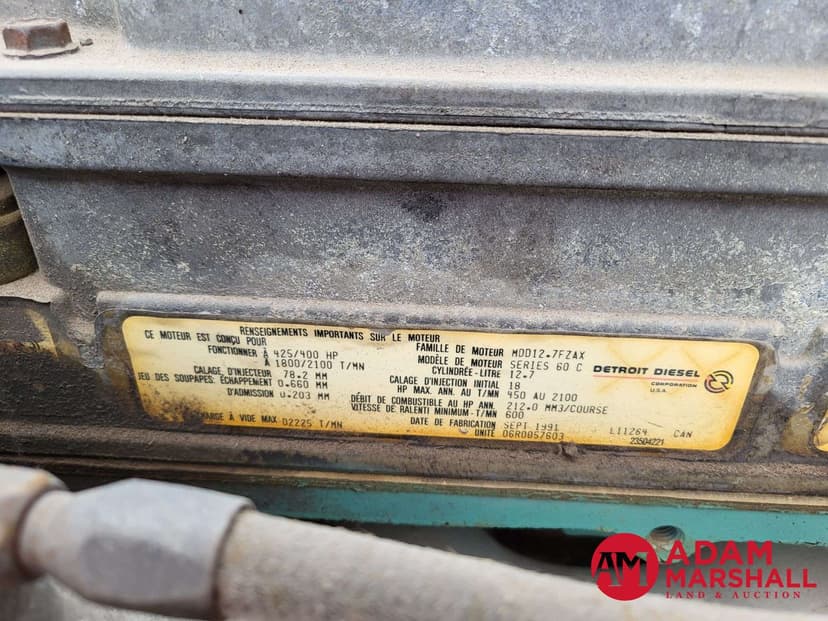 RENSEIGNEMENTS IMPORTANTS SUR LE MOTEUR
CE MOTEUR EST CONÇU POUR
FONCTIONNER À 425/400 HP
À 1800/2100 T/MN
CALAGE D'INJECTEUR 78.2 MM
JEU DES SOUPAPES: ÉCHAPPEMENT 0.660 MM
D'ADMISSION 0.203 MM
CHARGE À VIDE MAX 02225 T/MN
FAMILLE DE MOTEUR MDD12.7FZAX
MODÈLE DE MOTEUR SERIES 60 C
CYLINDRÉE-LITRE 12.7
CALAGE D'INJECTION INITIAL 18
HP MAX. ANN. AU T/MN 450 AU 2100
DÉBIT DE COMBUSTIBLE AU HP ANN. 212.0 MM3/COURSE
VITESSE DE RALENTI MINIMUM-T/MN 600
DATE DE FABRICATION SEPT 1991
UNITÉ 06R0057603
L11264 CAN
23504221
DETROIT DIESEL
CORPORATION
U.S.A.
AM ADAM
MARSHALL
LAND & AUCTION